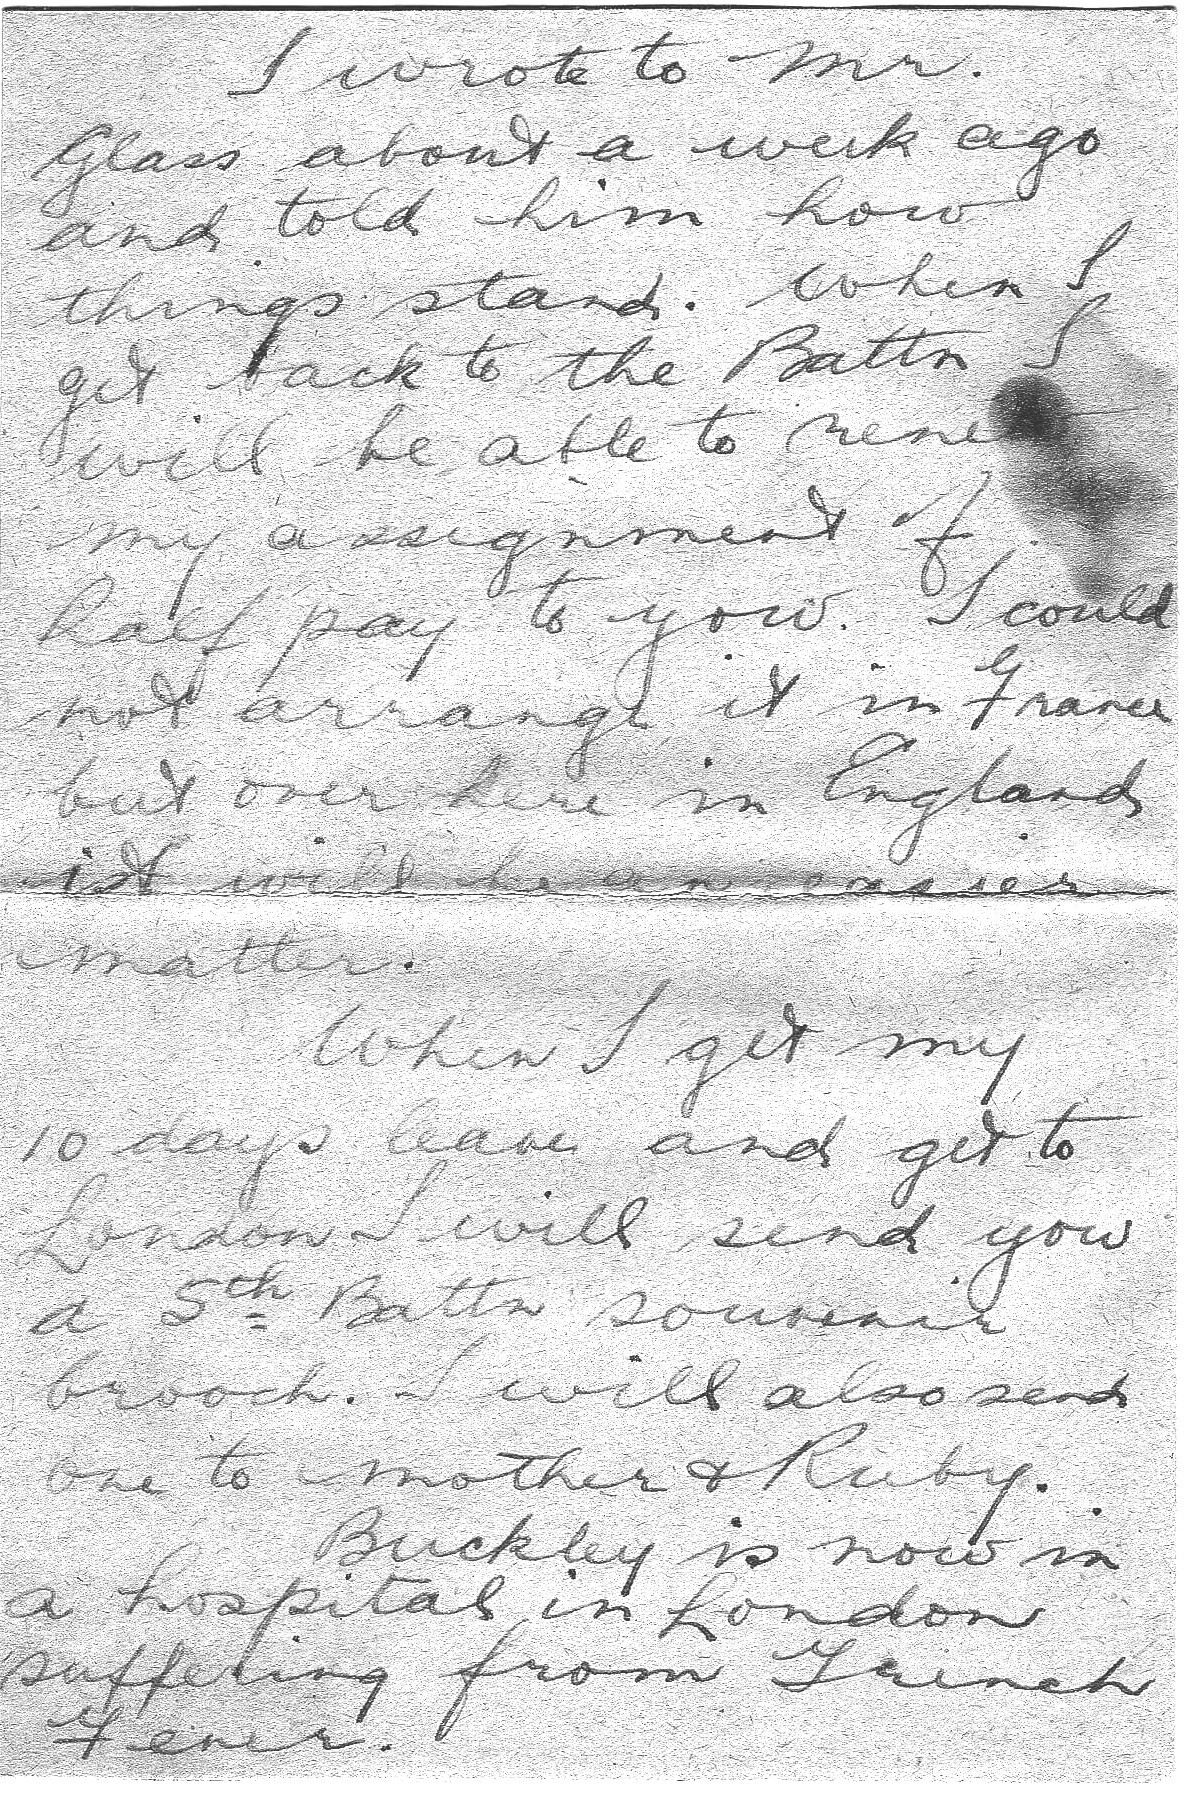 I wrote to Mr.
Glass about a week ago
and told him how
things stand. When I
get back to the Battn I
will be able to rene
my assignment of
half pay to you. I could
not arrange it in France
but over here in England
it will be an easier
matter.
When I get my
10 days leave and get to
London I will send you
a 5th Battn souvenir
brooch. I will also send
one to mother & Ruby.
Buckley is now in
a hospital in London
suffering from Trench
Fever.